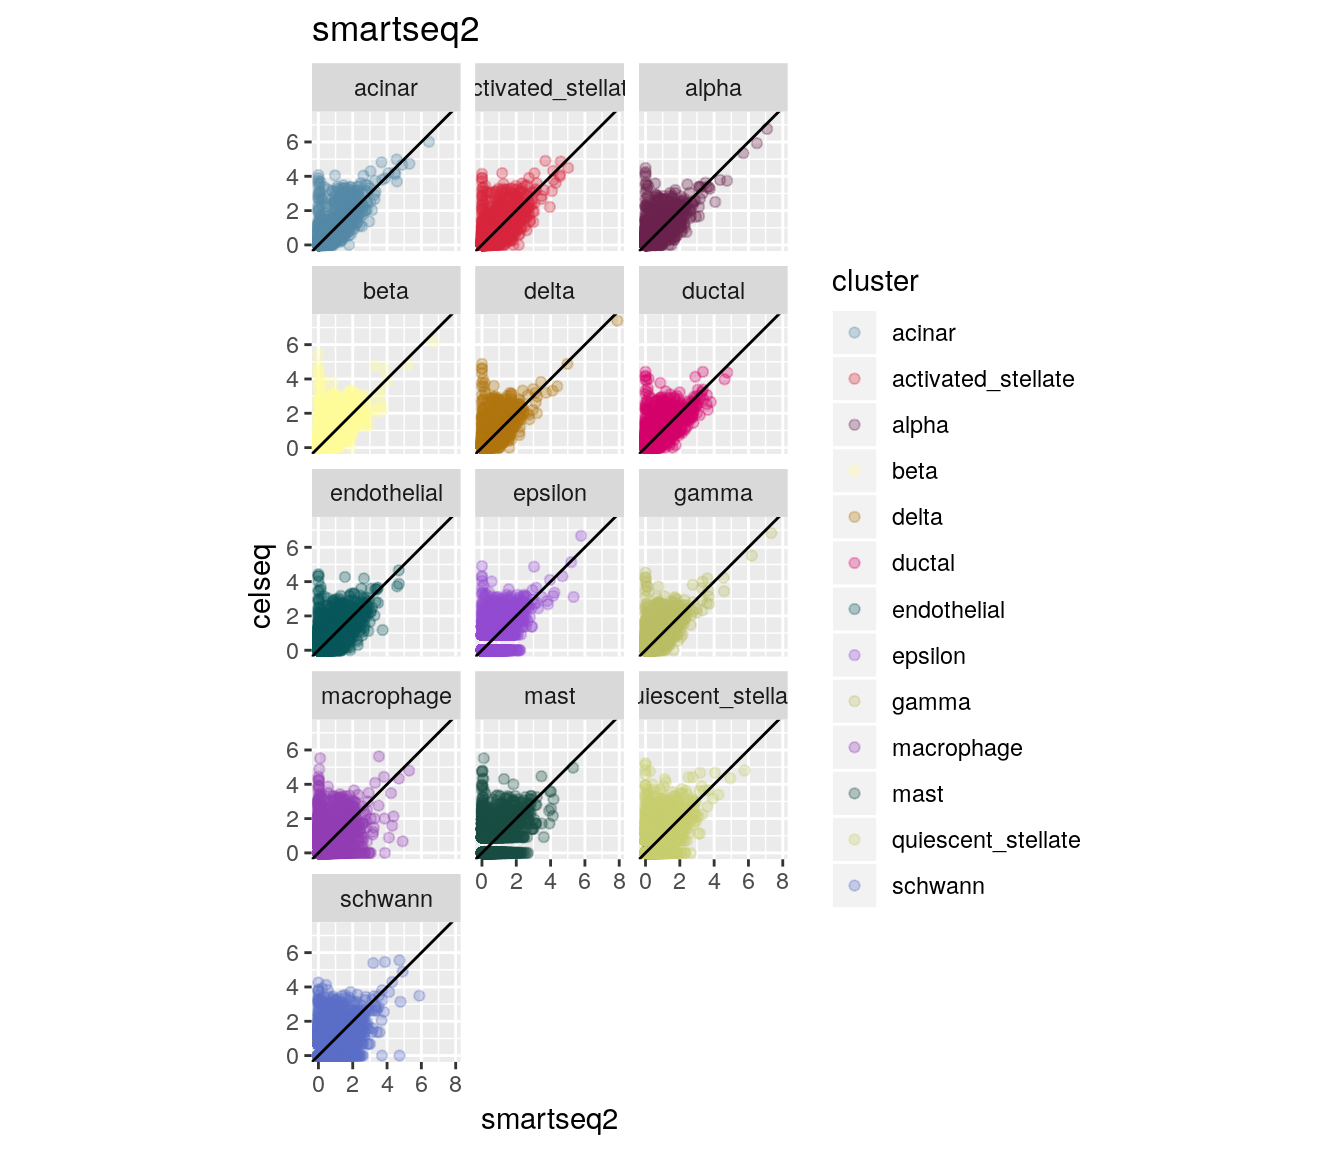 smartseq2
acinar
ctivated_stellat
alpha
6
4
2
0
beta
delta
ductal
6
4
2
0
endothelial
epsilon
gamma
6
4
2
0
macrophage
mast
uiescent_stella
6
4
2
0
0 2 4 6 8
0 2 4 6 8
schwann
6
4
2
0
0 2 4 6 8
celseq
smartseq2
cluster
acinar
activated_stellate
alpha
beta
delta
ductal
endothelial
epsilon
gamma
macrophage
mast
quiescent_stellate
schwann